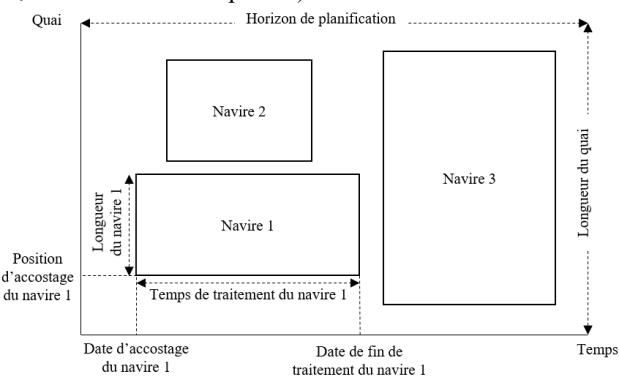 Quai
Horizon de planification
Navire 2
Navire 3
Longueur du quai
Longueur
du navire 1
Navire 1
Position
d'accostage
du navire 1
Temps de traitement du navire 1
Date d'accostage
du navire 1
Date de fin de
traitement du navire 1
Temps